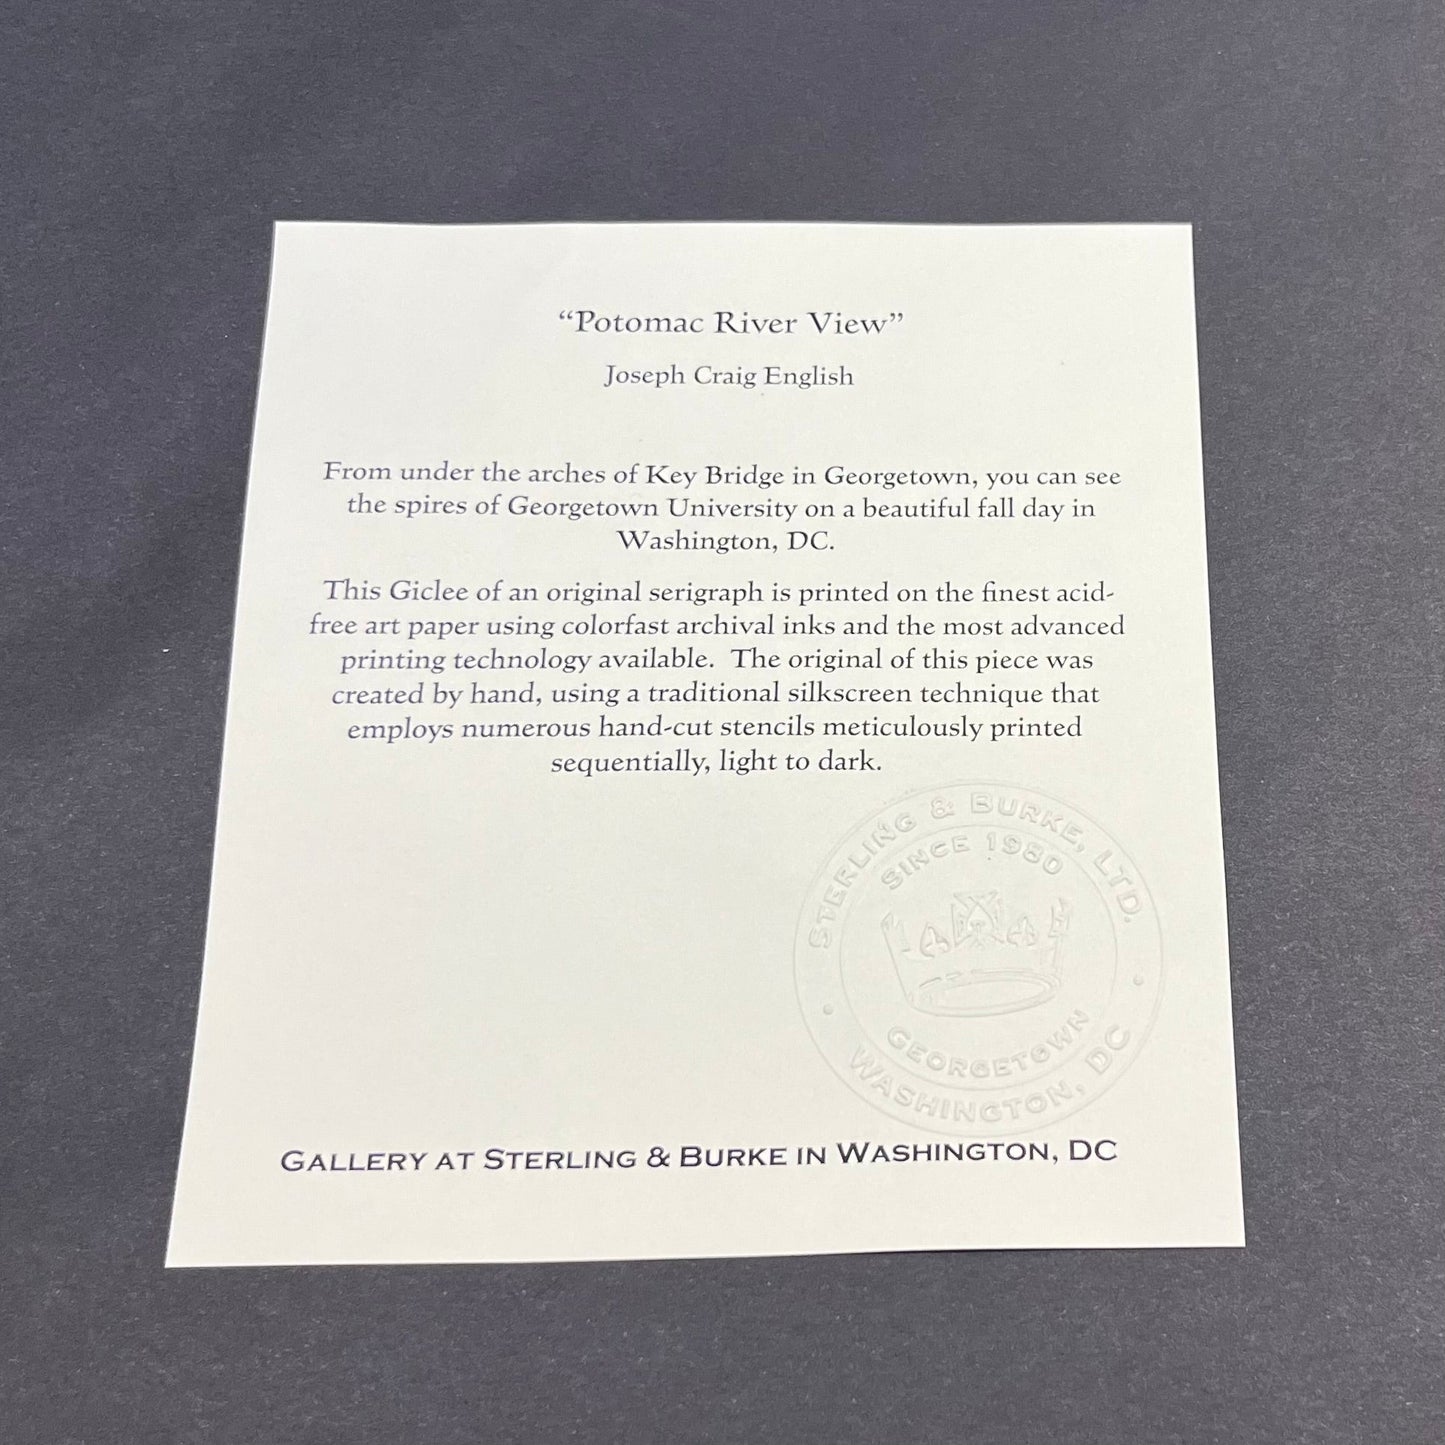 “Potomac River View”
Joseph Craig English
From under the arches of Key Bridge in Georgetown, you can see
the spires of Georgetown University on a beautiful fall day in
Washington, DC.
This Giclee of an original serigraph is printed on the finest acid-
free art paper using colorfast archival inks and the most advanced
printing technology available.  The original of this piece was
created by hand, using a traditional silkscreen technique that
employs numerous hand-cut stencils meticulously printed
sequentially, light to dark.
STERLING & BURKE, LTD.
SINCE 1980
GEORGETOWN
WASHINGTON, DC
GALLERY AT STERLING & BURKE IN WASHINGTON, DC